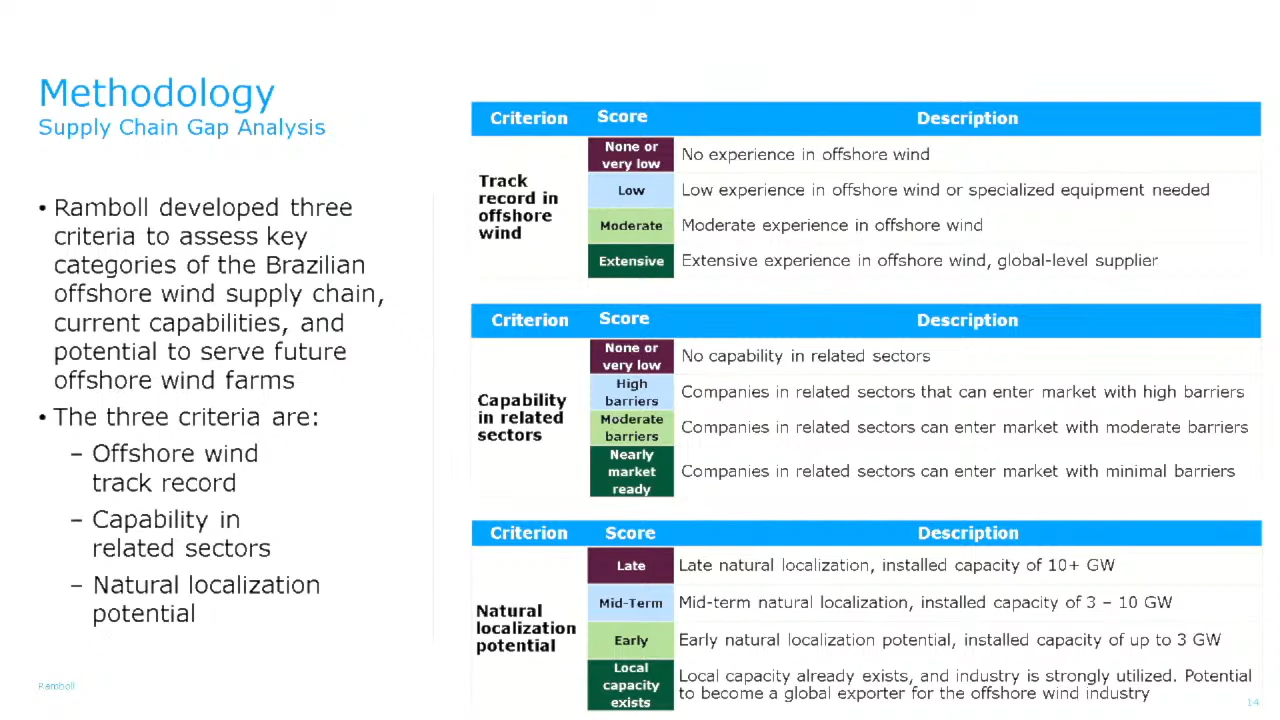 Methodology
Supply Chain Gap Analysis
• Ramboll developed three
criteria to assess key
categories of the Brazilian
offshore wind supply chain,
current capabilities, and
potential to serve future
offshore wind farms
• The three criteria are:
– Offshore wind
track record
– Capability in
related sectors
– Natural localization
potential
Criterion Score Description
Track
record in
offshore
wind
None or
very low
No experience in offshore wind
Low
Low experience in offshore wind or specialized equipment needed
Moderate
Moderate experience in offshore wind
Extensive
Extensive experience in offshore wind, global-level supplier
Criterion Score Description
Capability
in related
sectors
None or
very low
No capability in related sectors
High
barriers
Companies in related sectors that can enter market with high barriers
Moderate
barriers
Companies in related sectors can enter market with moderate barriers
Nearly
market
ready
Companies in related sectors can enter market with minimal barriers
Criterion Score Description
Natural
localization
potential
Late
Late natural localization, installed capacity of 10+ GW
Mid-Term
Mid-term natural localization, installed capacity of 3 – 10 GW
Early
Early natural localization potential, installed capacity of up to 3 GW
Local
capacity
exists
Local capacity already exists, and industry is strongly utilized. Potential
to become a global exporter for the offshore wind industry
Ramboll
14